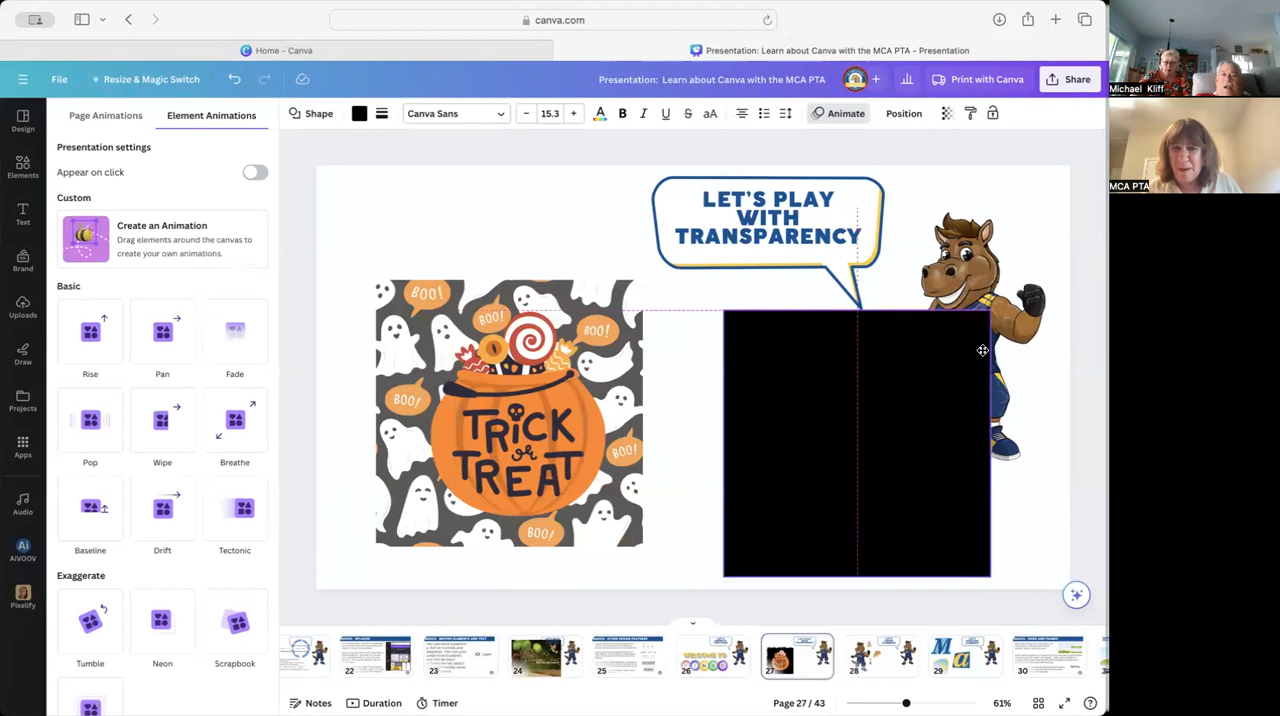 canva.com
Home - Canva
Presentation: Learn about Canva with the MCA PTA - Presentation
File
Resize & Magic Switch
Presentation: Learn about Canva with the MCA PTA
Print with Canva
Share
Michael Kliff
MCA PTA
Design
Elements
Text
Brand
Uploads
Draw
Projects
Apps
Audio
AiVOOV
Pixelify
Page Animations
Element Animations
Shape
Canva Sans
15.3
A
B
I
U
S
aA
Animate
Position
Presentation settings
Appear on click
Custom
Create an Animation
Drag elements around the canvas to
create your own animations.
Basic
Rise
Pan
Fade
Pop
Wipe
Breathe
Baseline
Drift
Tectonic
Exaggerate
Tumble
Neon
Scrapbook
LET'S PLAY
WITH
TRANSPARENCY
BOO!
BOO!
BOO!
BOO!
BOO!
BOO!
TRICK
or
TREAT
23
24
25
26
WELCOME TO
27
28
29
Ma
30
Notes
Duration
Timer
Page 27 / 43
61%